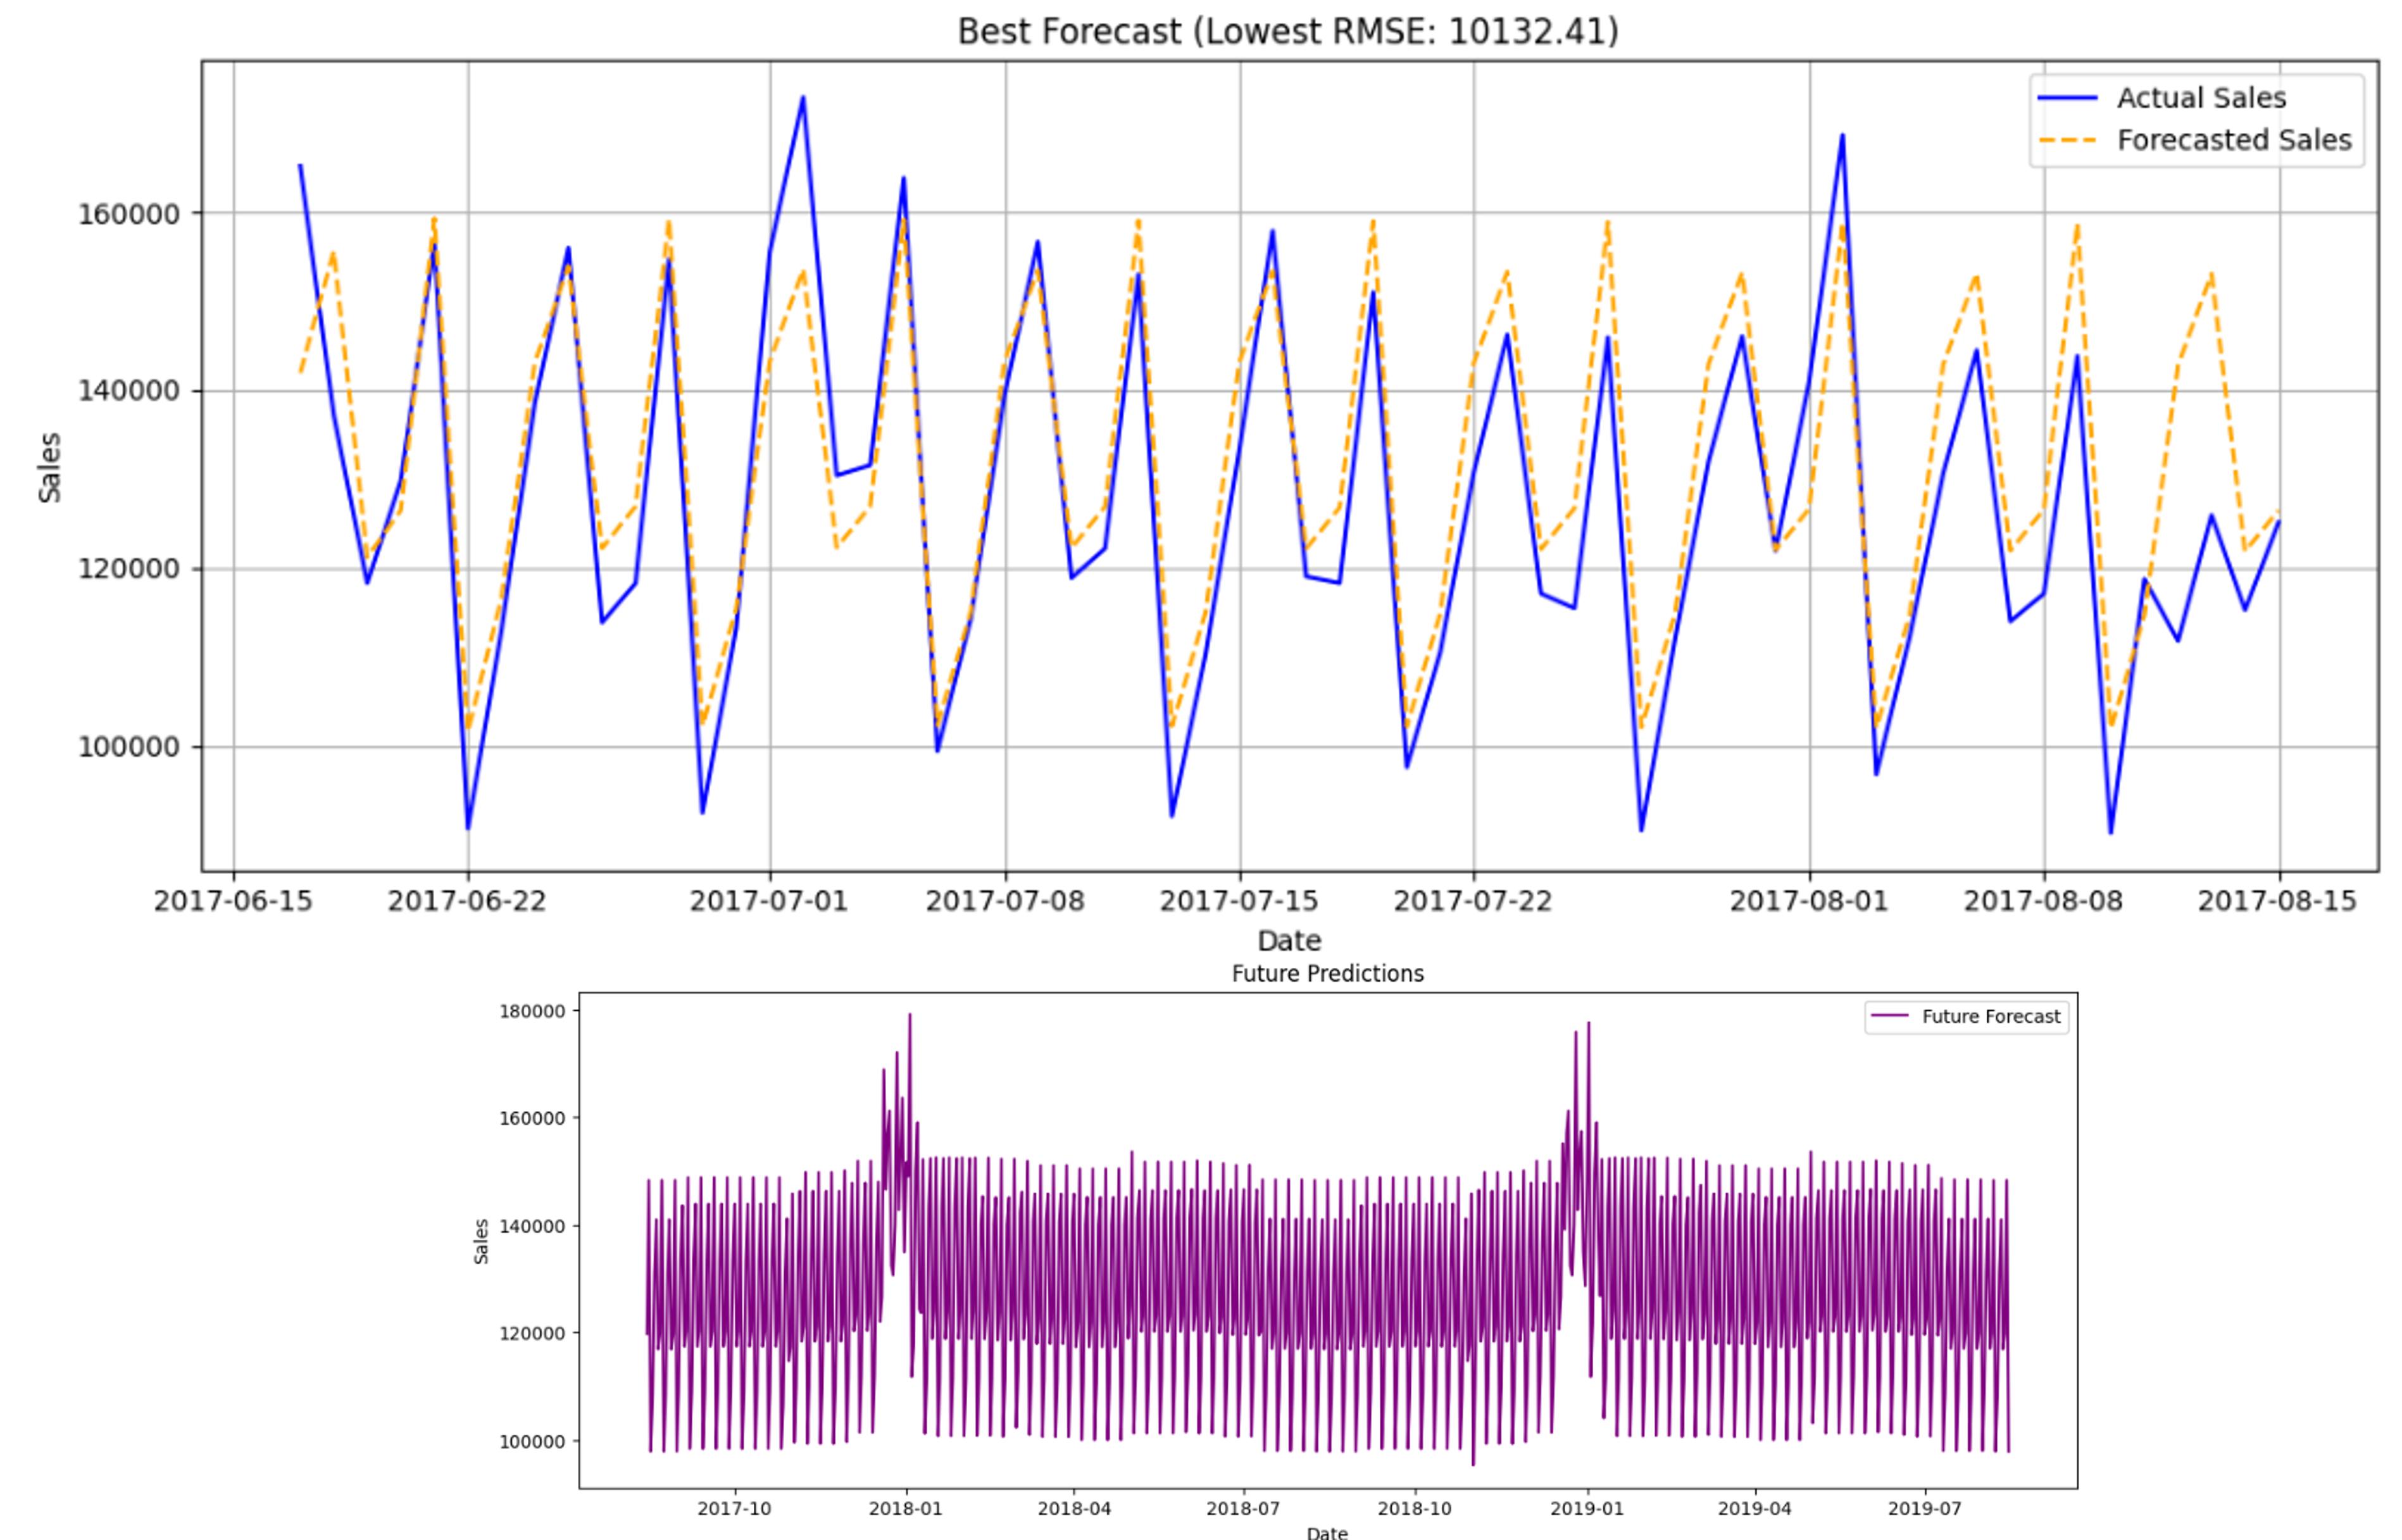 Best Forecast (Lowest RMSE: 10132.41)
Actual Sales
Forecasted Sales
160000
140000
120000
100000
Sales
2017-06-15 2017-06-22 2017-07-01 2017-07-08 2017-07-15 2017-07-22 2017-08-01 2017-08-08 2017-08-15
Date
Future Predictions
Future Forecast
180000
160000
140000
120000
100000
Sales
2017-10 2018-01 2018-04 2018-07 2018-10 2019-01 2019-04 2019-07
Date